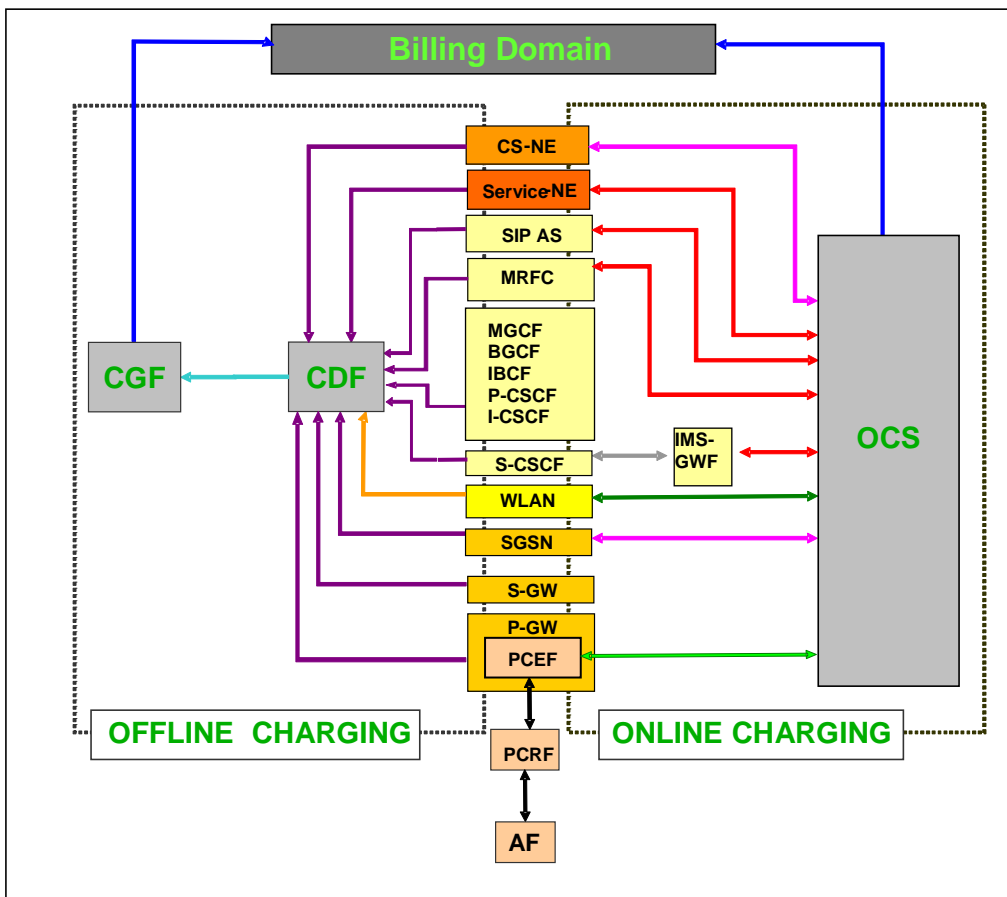 Billing Domain
CS-NE
Service-NE
SIP AS
MRFC
MGCF
BGCF
IBCF
P-CSCF
I-CSCF
CGF
CDF
OCS
S-CSCF
IMS-
GWF
WLAN
SGSN
S-GW
P-GW
PCEF
OFFLINE CHARGING
ONLINE CHARGING
PCRF
AF